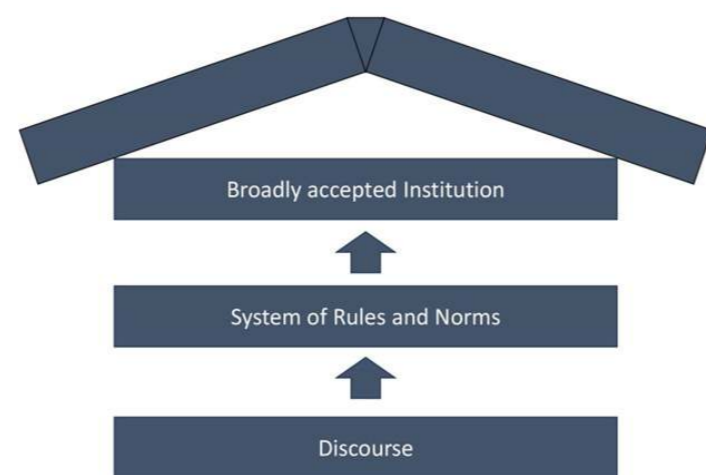 Broadly accepted Institution
System of Rules and Norms
Discourse